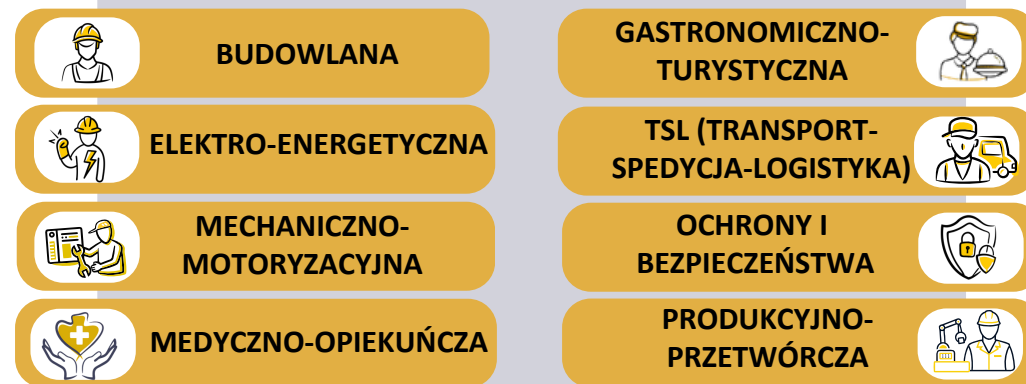 BUDOWLANA
ELEKTRO-ENERGETYCZNA
MECHANICZNO-
MOTORYZACYJNA
MEDYCZNO-OPIEKUŃCZA
GASTRONOMICZNO-
TURYSTYCZNA
TSL (TRANSPORT-
SPEDYCJA-LOGISTYKA)
OCHRONY I
BEZPIECZEŃSTWA
PRODUKCYJNO-
PRZETWÓRCZA